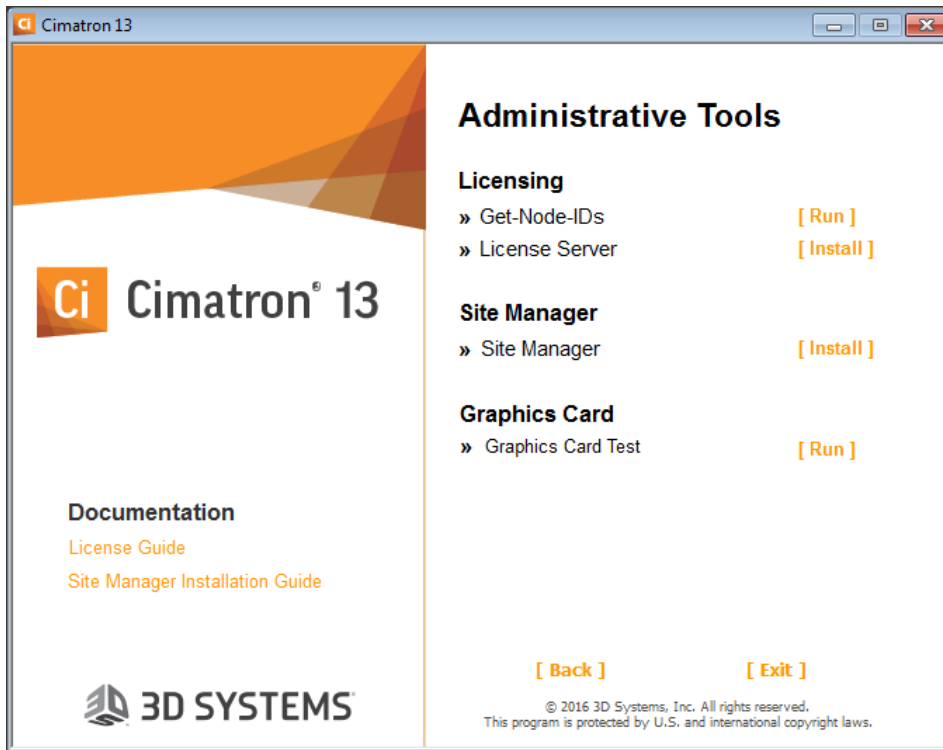 Cimatron 13
Administrative Tools
Licensing
» Get-Node-IDs [ Run ]
» License Server [ Install ]
Site Manager
» Site Manager [ Install ]
Graphics Card
» Graphics Card Test [ Run ]
Ci Cimatron® 13
Documentation
License Guide
Site Manager Installation Guide
3D SYSTEMS
[ Back ] [ Exit ]
© 2016 3D Systems, Inc. All rights reserved.
This program is protected by U.S. and international copyright laws.